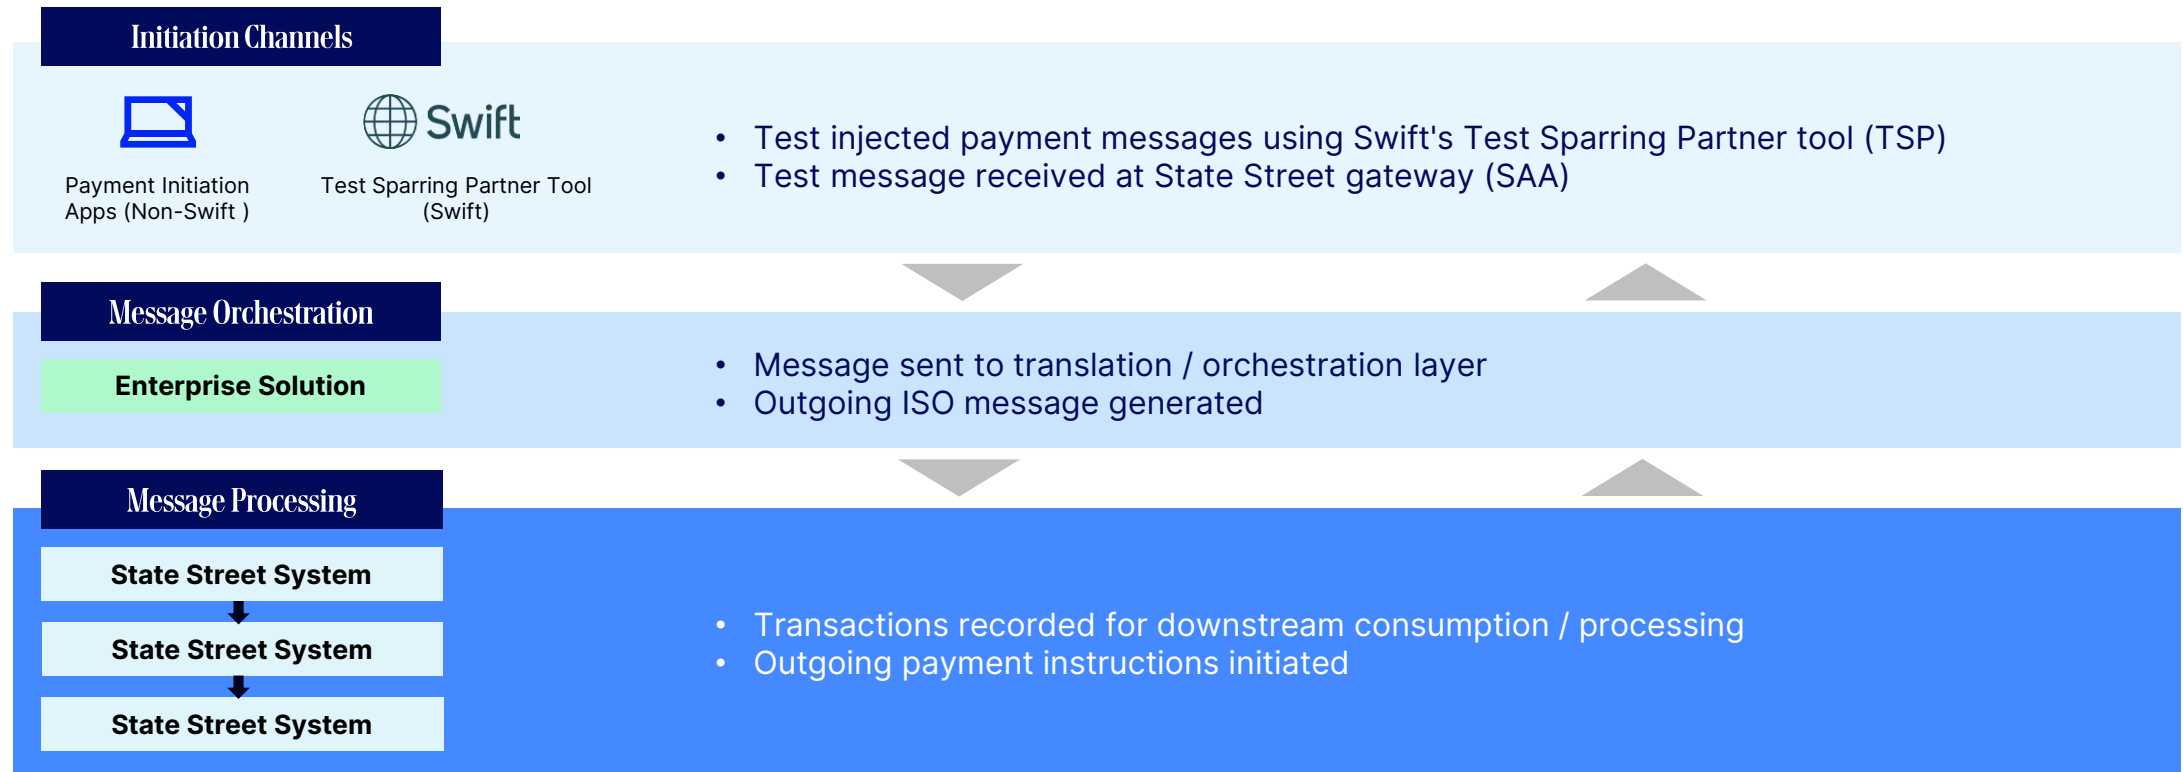 Initiation Channels
Swift
Payment Initiation
Apps (Non-Swift )
Test Sparring Partner Tool
(Swift)
• Test injected payment messages using Swift's Test Sparring Partner tool (TSP)
• Test message received at State Street gateway (SAA)
Message Orchestration
Enterprise Solution
• Message sent to translation / orchestration layer
• Outgoing ISO message generated
Message Processing
State Street System
State Street System
State Street System
• Transactions recorded for downstream consumption / processing
• Outgoing payment instructions initiated